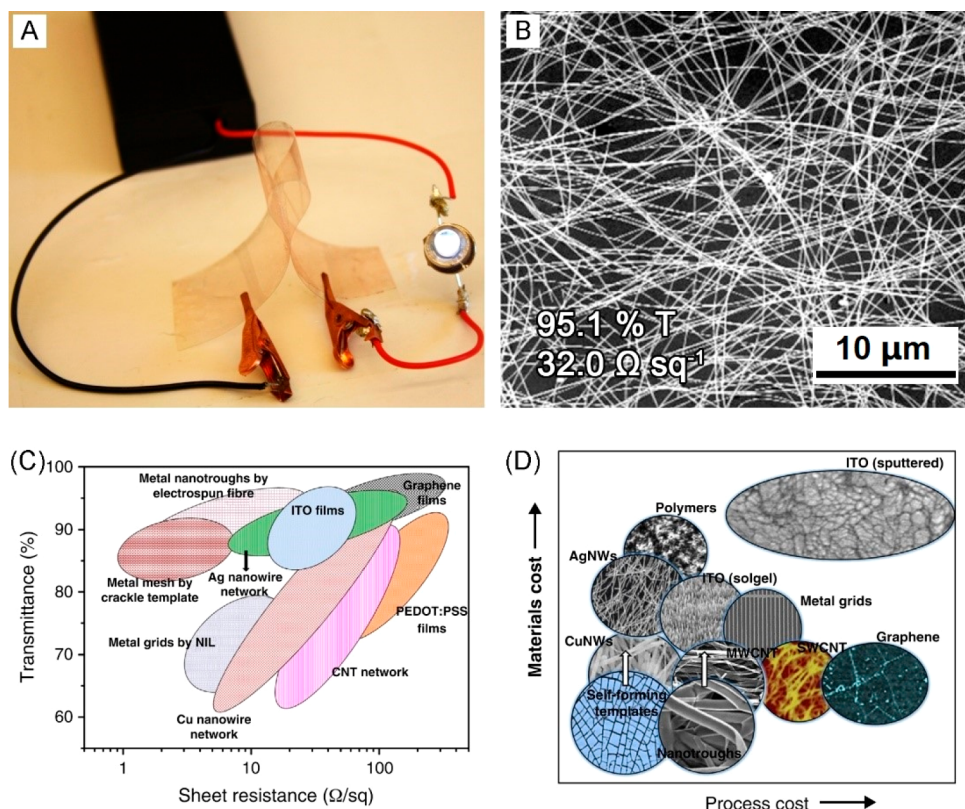 A
B
95.1 % T
32.0 Ω sq⁻¹
10 µm
(C)
100
90
80
70
60
Transmittance (%)
1
10
100
Sheet resistance (Ω/sq)
Metal nanotroughs by
electrospun fibre
Graphene
films
ITO films
Metal mesh by
crackle template
Ag nanowire
network
Metal grids by NIL
PEDOT:PSS
films
CNT network
Cu nanowire
network
(D)
Materials cost
Process cost
ITO (sputtered)
Polymers
AgNWs
ITO (solgel)
Metal grids
CuNWs
MWCNT
SWCNT
Graphene
Self-forming
templates
Nanotroughs